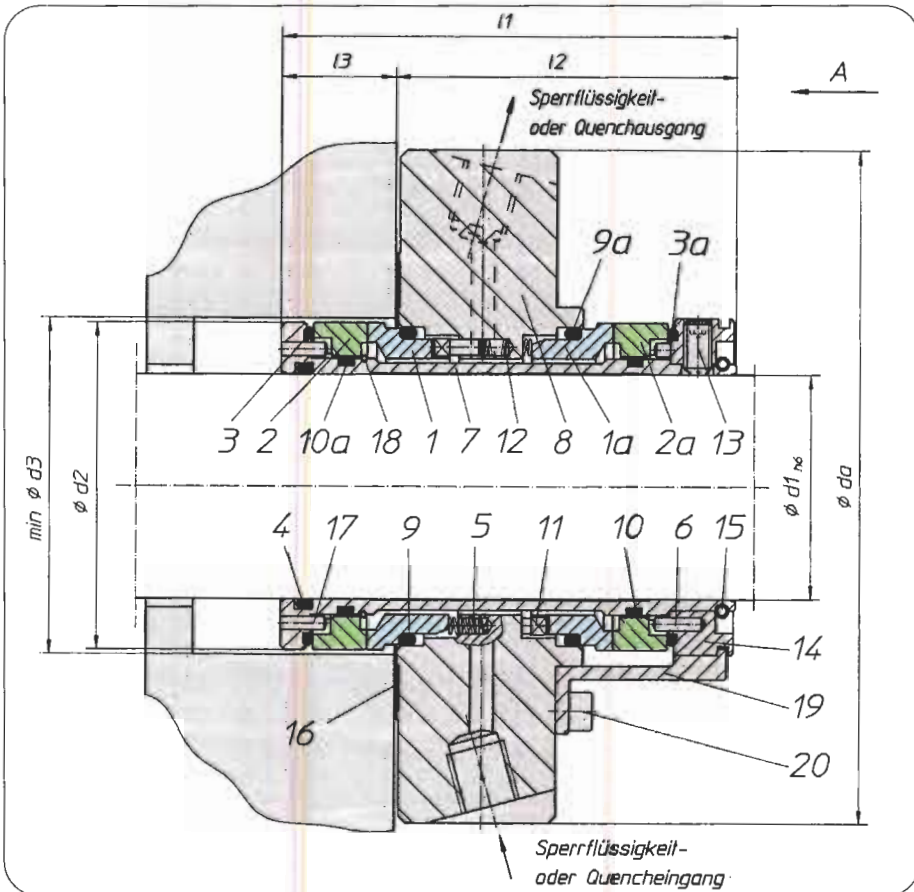 l1
l3
l2
A
Sperrflüssigkeit-
oder Quenchausgang
9a
3a
3
2
10a
18
1
7
12
8
1a
2a
13
min ϕ d3
ϕ d2
ϕ d1 h6
ϕ da
4
17
9
5
11
10
6
15
14
19
16
20
Sperrflüssigkeit-
oder Quencheingang